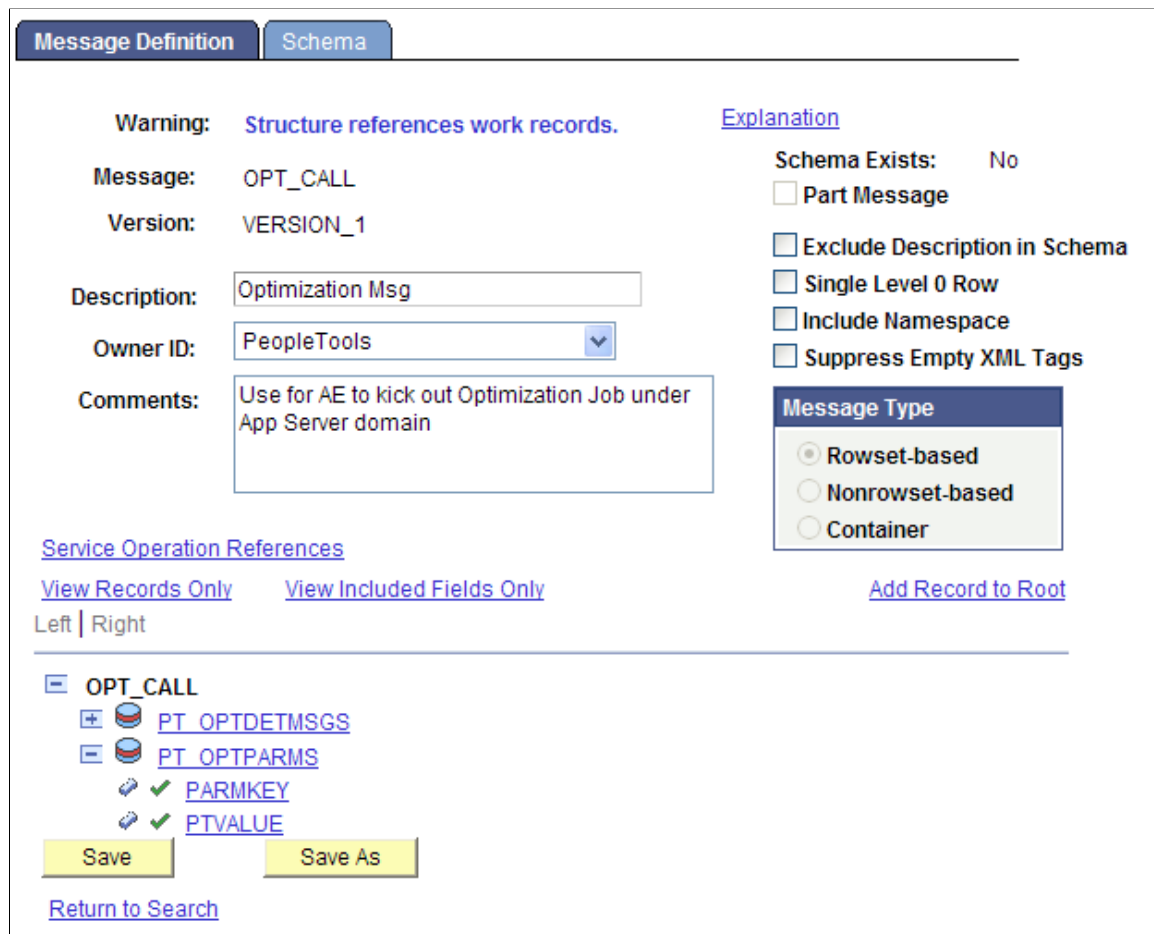 Message Definition
Schema
Warning: Structure references work records.
Explanation
Message: OPT_CALL
Version: VERSION_1
Description: Optimization Msg
Owner ID: PeopleTools
Comments: Use for AE to kick out Optimization Job under
App Server domain
Schema Exists: No
Part Message
Exclude Description in Schema
Single Level 0 Row
Include Namespace
Suppress Empty XML Tags
Message Type
Rowset-based
Nonrowset-based
Container
Service Operation References
View Records Only View Included Fields Only Add Record to Root
Left | Right
OPT_CALL
PT_OPTDETMSGS
PT_OPTPARMS
PARMKEY
PTVALUE
Save Save As
Return to Search